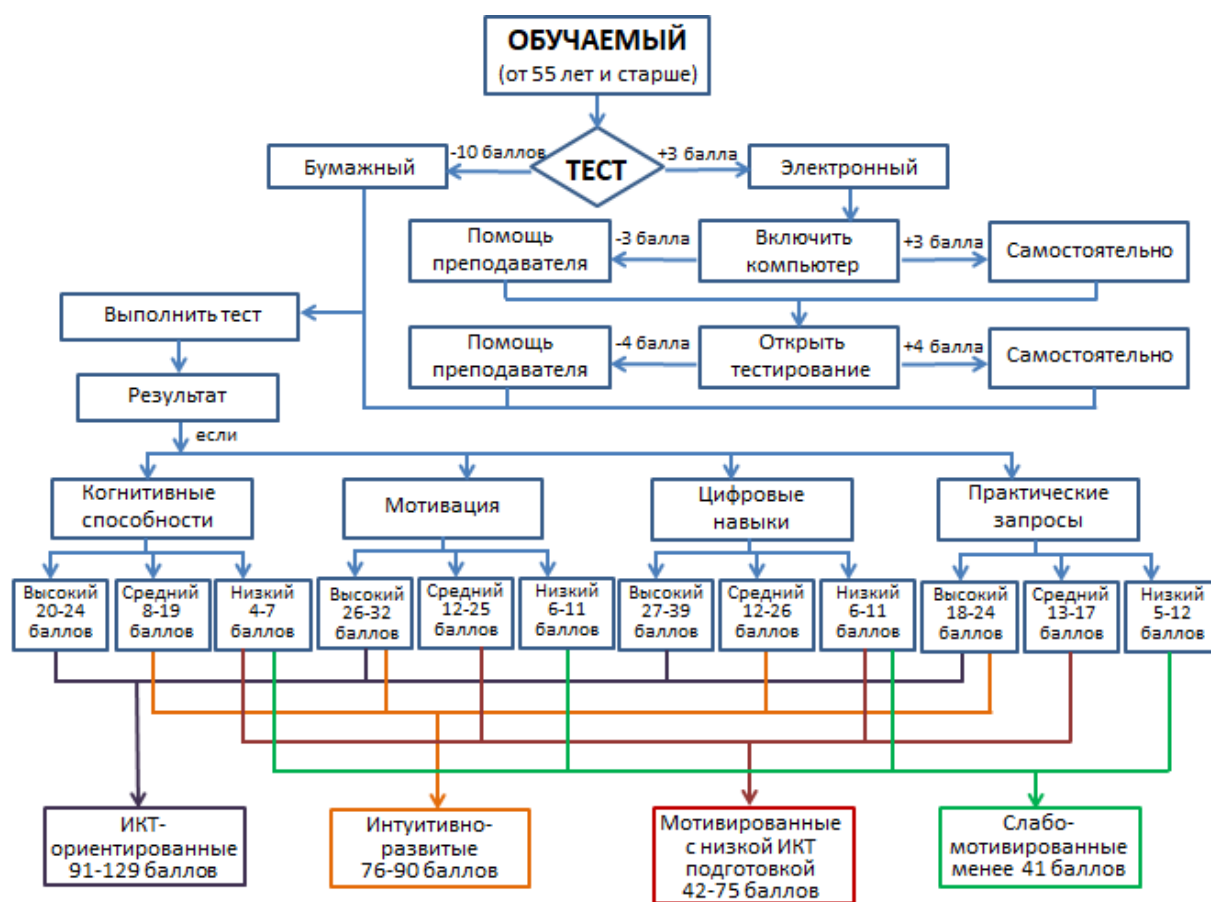 ОБУЧАЕМЫЙ
(от 55 лет и старше)
-10 баллов
+3 балла
Бумажный
ТЕСТ
Электронный
Помощь
преподавателя
-3 балла
Включить
компьютер
+3 балла
Самостоятельно
Выполнить тест
Помощь
преподавателя
-4 балла
Открыть
тестирование
+4 балла
Самостоятельно
Результат
если
Когнитивные
способности
Мотивация
Цифровые
навыки
Практические
запросы
Высокий
20-24
баллов
Средний
8-19
баллов
Низкий
4-7
баллов
Высокий
26-32
баллов
Средний
12-25
баллов
Низкий
6-11
баллов
Высокий
27-39
баллов
Средний
12-26
баллов
Низкий
6-11
баллов
Высокий
18-24
баллов
Средний
13-17
баллов
Низкий
5-12
баллов
ИКТ-
ориентированные
91-129 баллов
Интуитивно-
развитые
76-90 баллов
Мотивированные
с низкой ИКТ
подготовкой
42-75 баллов
Слабо-
мотивированные
менее 41 баллов